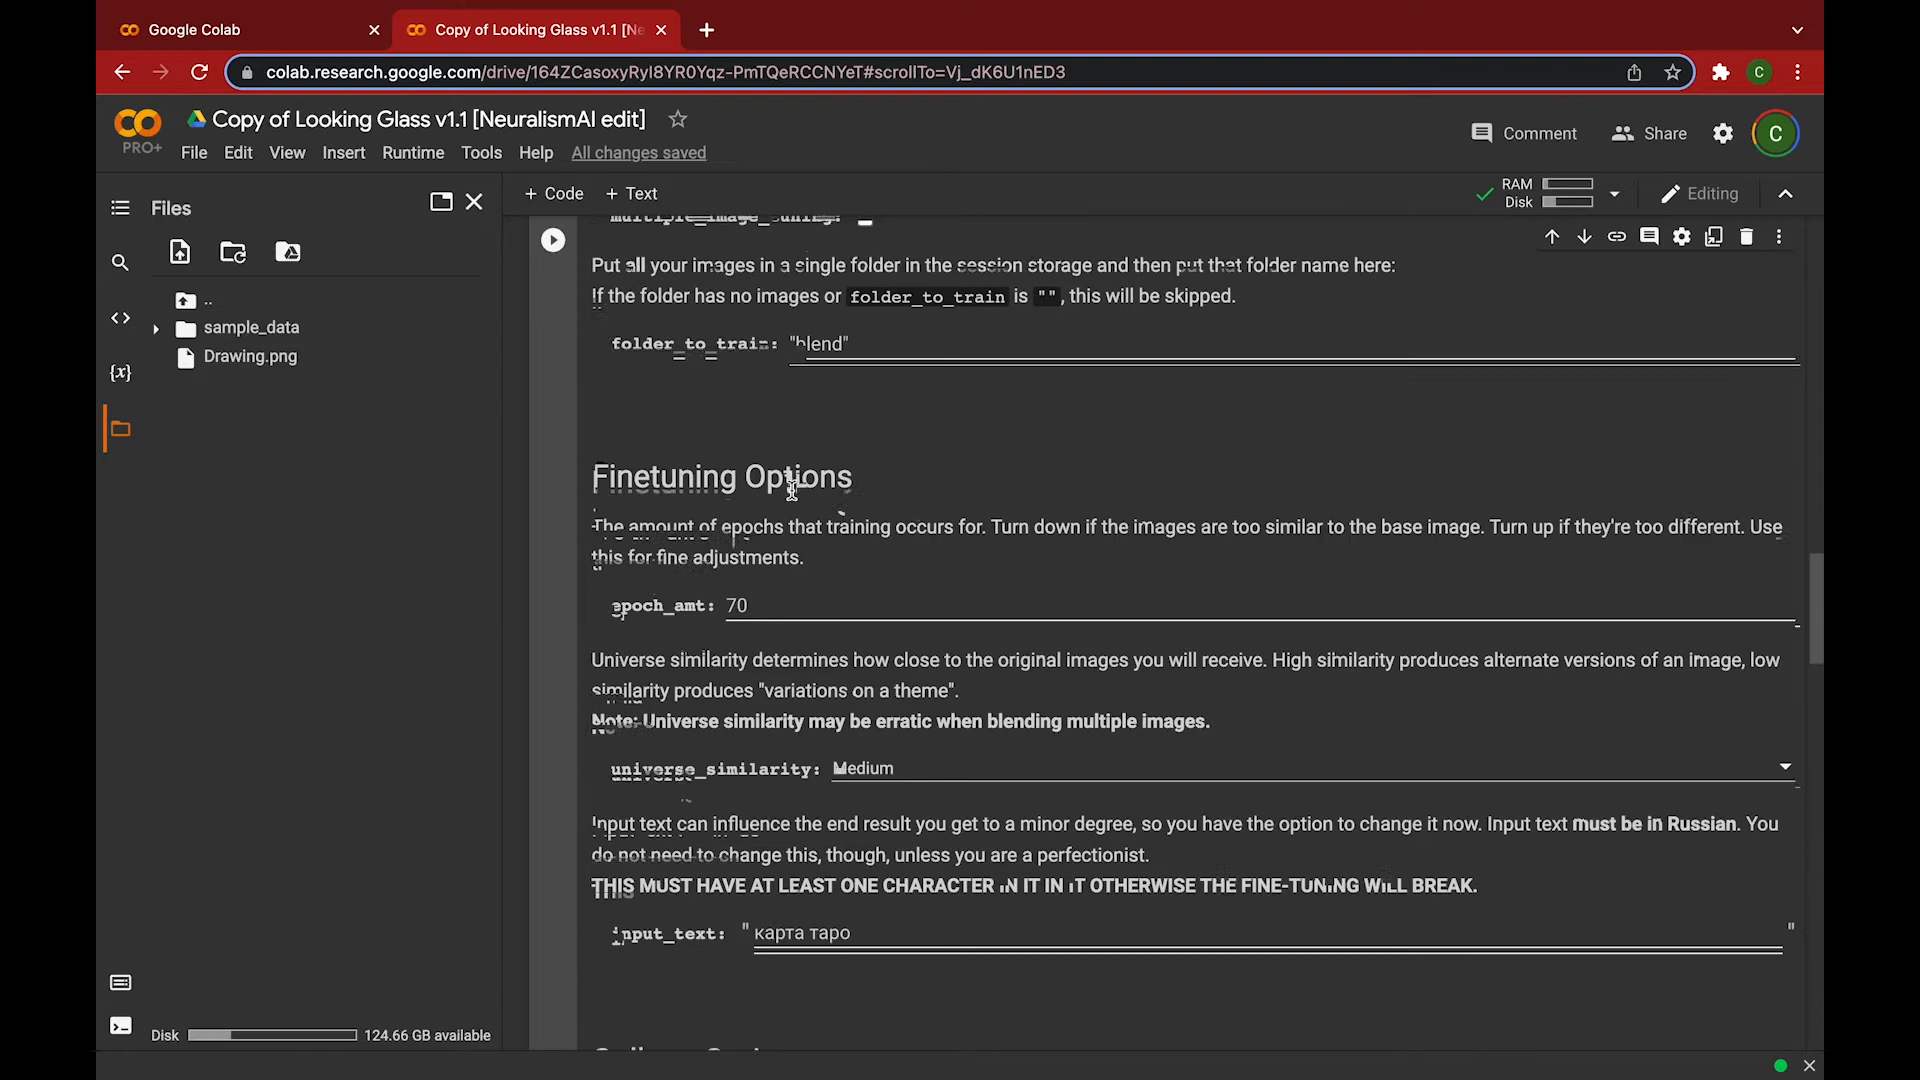 Google Colab
Copy of Looking Glass v1.1 [Ne
colab.research.google.com/drive/164ZCasoxyRyI8YR0Yqz-PmTQeRCCNYeT#scrollTo=Vj_dK6U1nED3
C
Copy of Looking Glass v1.1 [NeuralismAI edit]
PRO+
File Edit View Insert Runtime Tools Help All changes saved
Comment
Share
C
Files
+ Code + Text
RAM
Disk
Editing
..
sample_data
Drawing.png
{x}
Put all your images in a single folder in the session storage and then put that folder name here:
If the folder has no images or folder_to_train is "", this will be skipped.
folder_to_train: "blend"
Finetuning Options
The amount of epochs that training occurs for. Turn down if the images are too similar to the base image. Turn up if they're too different. Use
this for fine adjustments.
epoch_amt: 70
Universe similarity determines how close to the original images you will receive. High similarity produces alternate versions of an image, low
similarity produces "variations on a theme".
Note: Universe similarity may be erratic when blending multiple images.
universe_similarity: Medium
Input text can influence the end result you get to a minor degree, so you have the option to change it now. Input text must be in Russian. You
do not need to change this, though, unless you are a perfectionist.
THIS MUST HAVE AT LEAST ONE CHARACTER IN IT IN IT OTHERWISE THE FINE-TUNING WILL BREAK.
input_text: " карта таро "
Disk 124.66 GB available